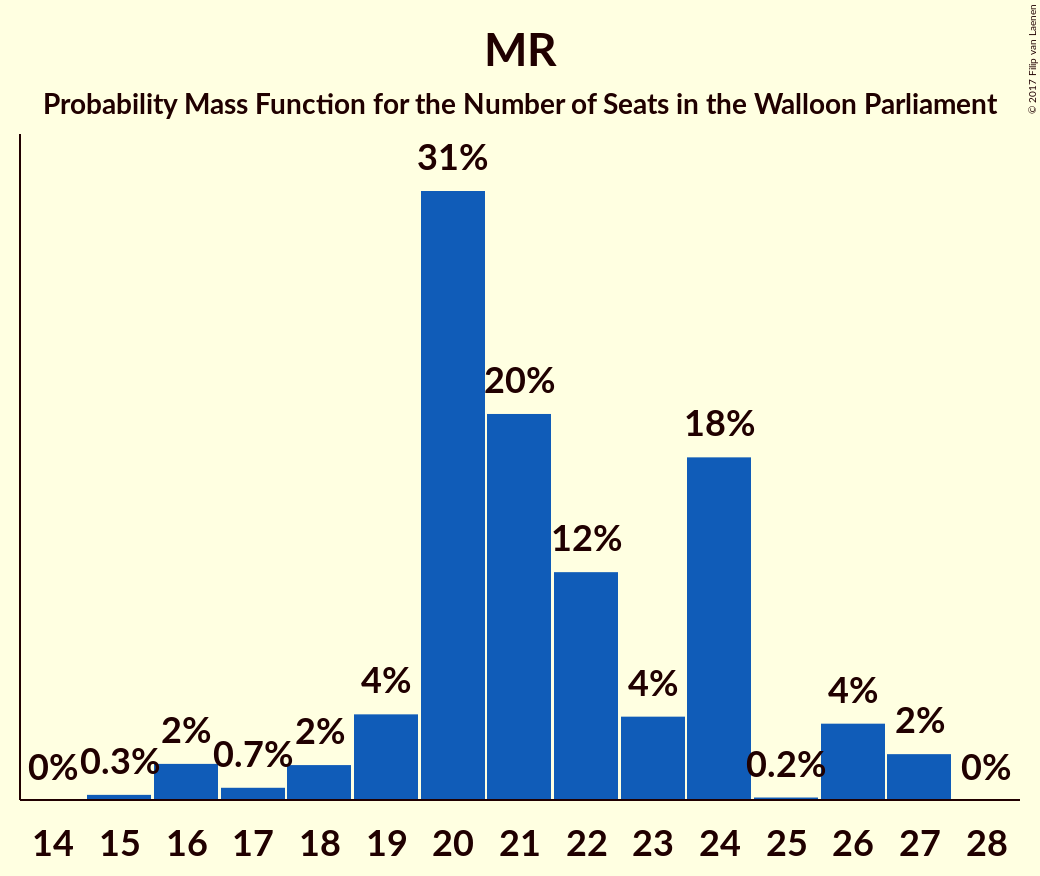 MR
Probability Mass Function for the Number of Seats in the Walloon Parliament
© 2017 Filip van Laenen
0% 0.3% 2% 0.7% 2% 4% 31% 20% 12% 4% 18% 0.2% 4% 2% 0%
14 15 16 17 18 19 20 21 22 23 24 25 26 27 28